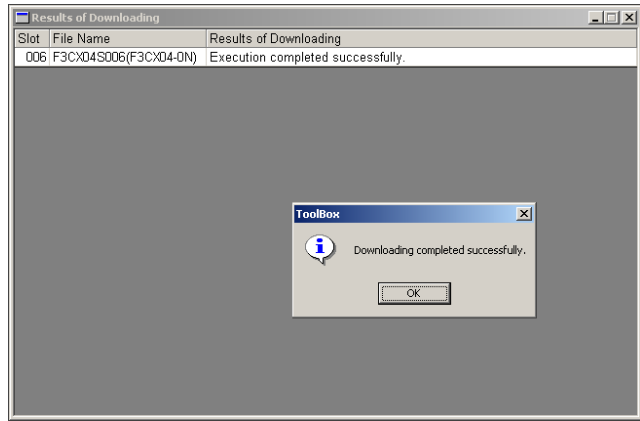 Results of Downloading
Slot File Name Results of Downloading
006 F3CX04S006(F3CX04-0N) Execution completed successfully.
ToolBox
Downloading completed successfully.
OK